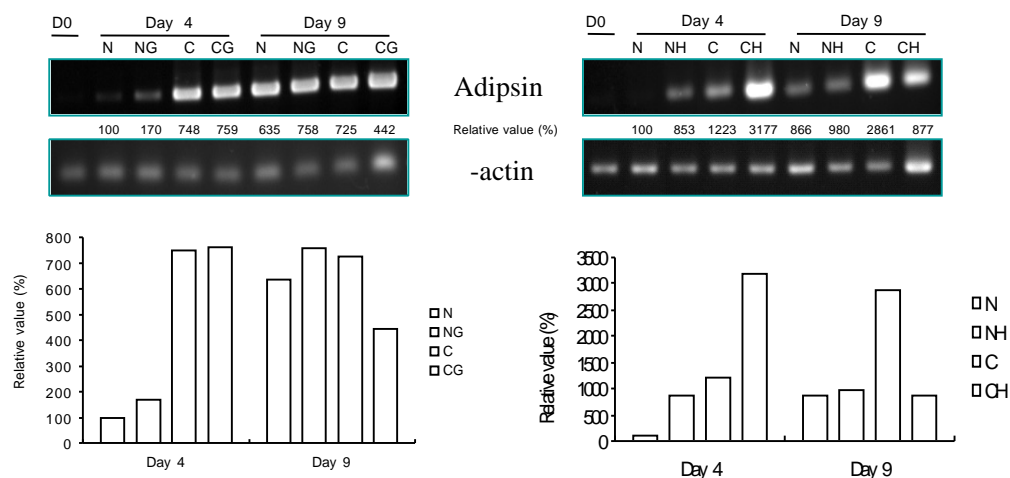 D0 Day 4 Day 9
N NG C CG N NG C CG
100 170 748 759 635 758 725 442
Adipsin
Relative value (%)
-actin
D0 Day 4 Day 9
N NH C CH N NH C CH
100 853 1223 3177 866 980 2861 877
Relative value (%)
800
700
600
500
400
300
200
100
0
Day 4 Day 9
N
NG
C
CG
Relative value (%)
3500
3000
2500
2000
1500
1000
500
0
Day 4 Day 9
N
NH
C
CH